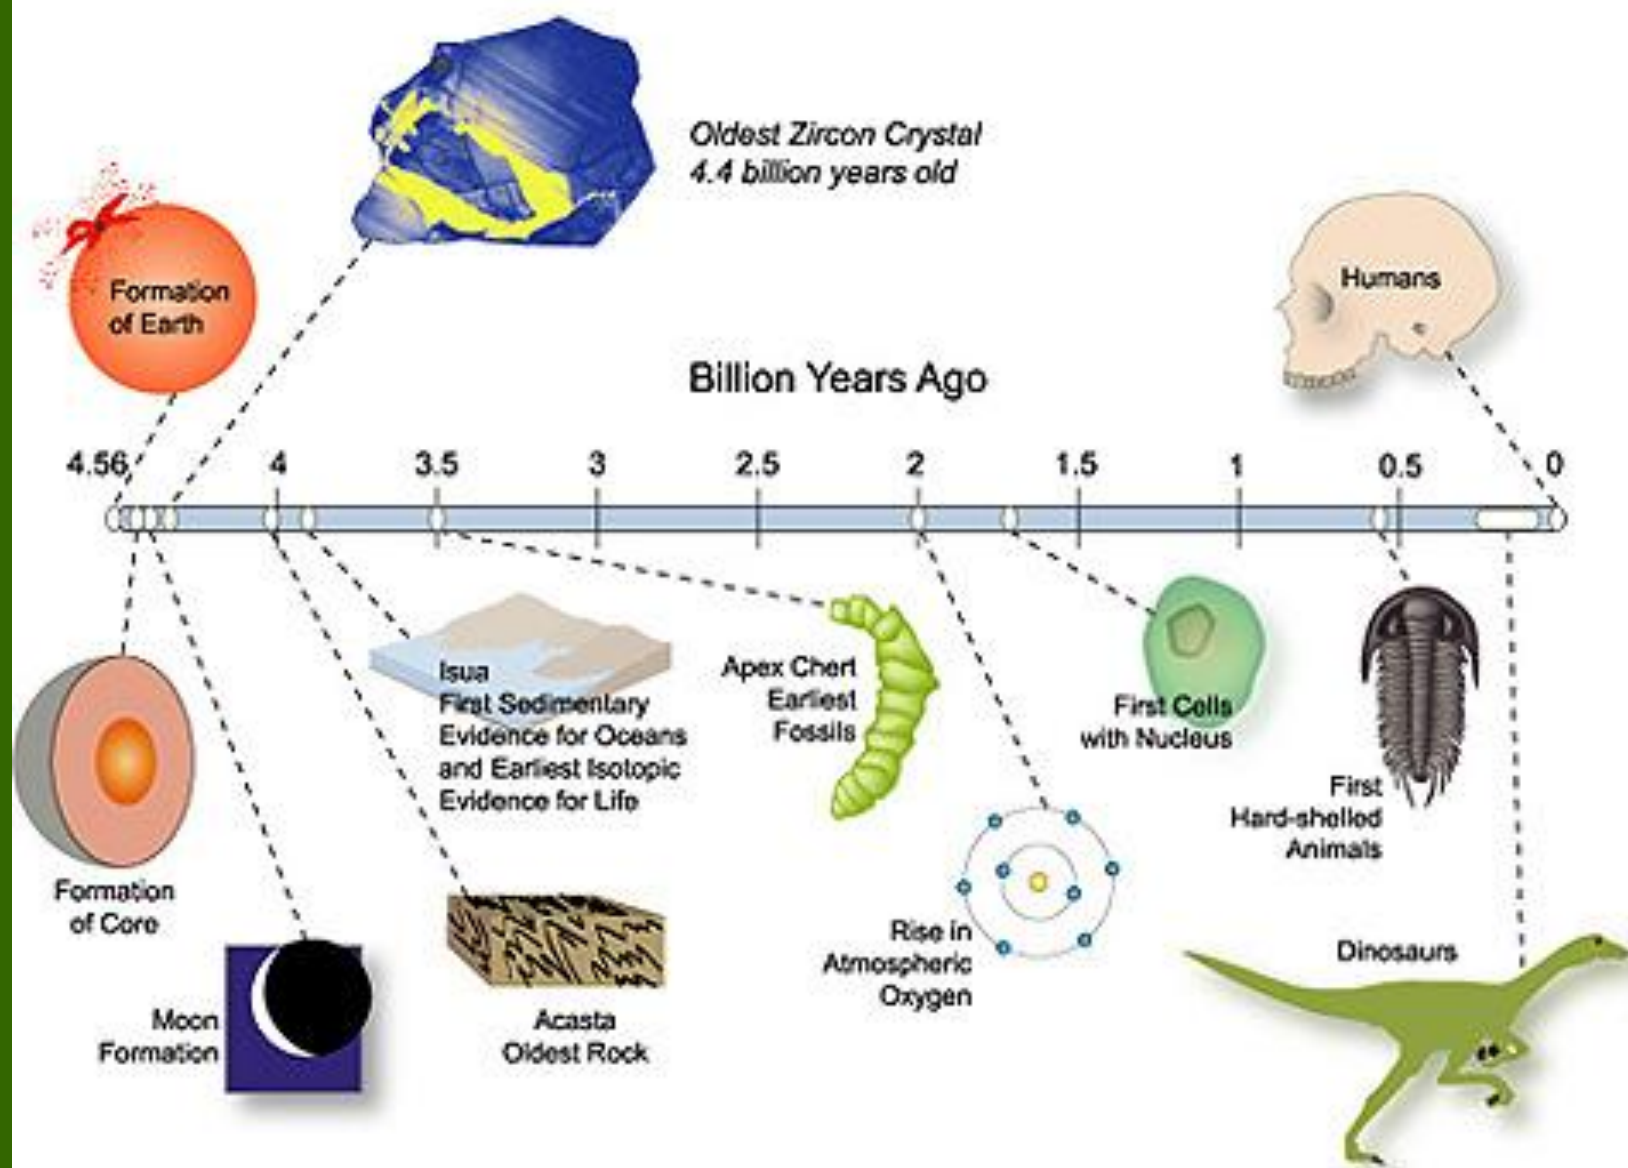 Oldest Zircon Crystal
4.4 billion years old
Formation
of Earth
Humans
Billion Years Ago
4.56 4 3.5 3 2.5 2 1.5 1 0.5 0
Isua
First Sedimentary
Evidence for Oceans
and Earliest Isotopic
Evidence for Life
Apex Chert
Earliest
Fossils
First Cells
with Nucleus
First
Hard-shelled
Animals
Formation
of Core
Rise in
Atmospheric
Oxygen
Dinosaurs
Moon
Formation
Acasta
Oldest Rock